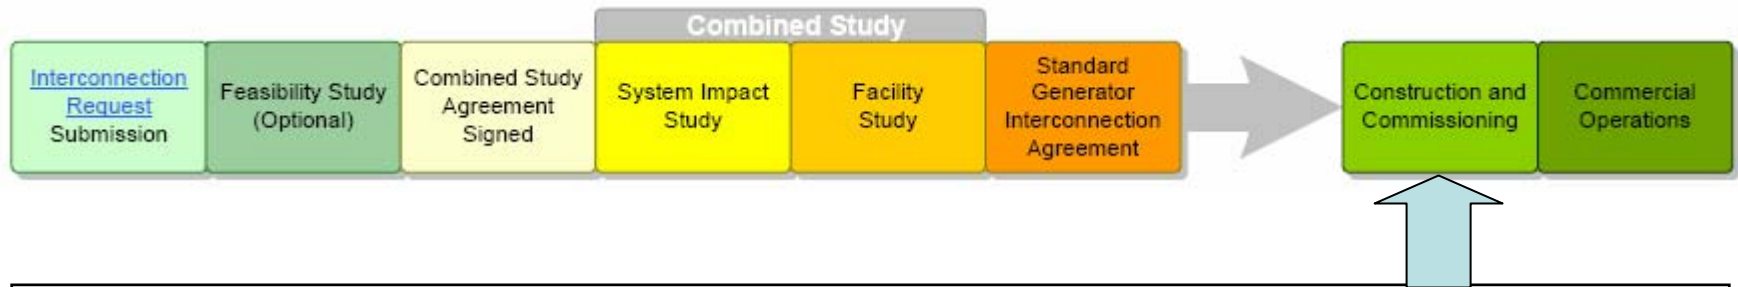 Combined Study
Interconnection
Request
Submission
Feasibility Study
(Optional)
Combined Study
Agreement
Signed
System Impact
Study
Facility
Study
Standard
Generator
Interconnection
Agreement
Construction and
Commissioning
Commercial
Operations